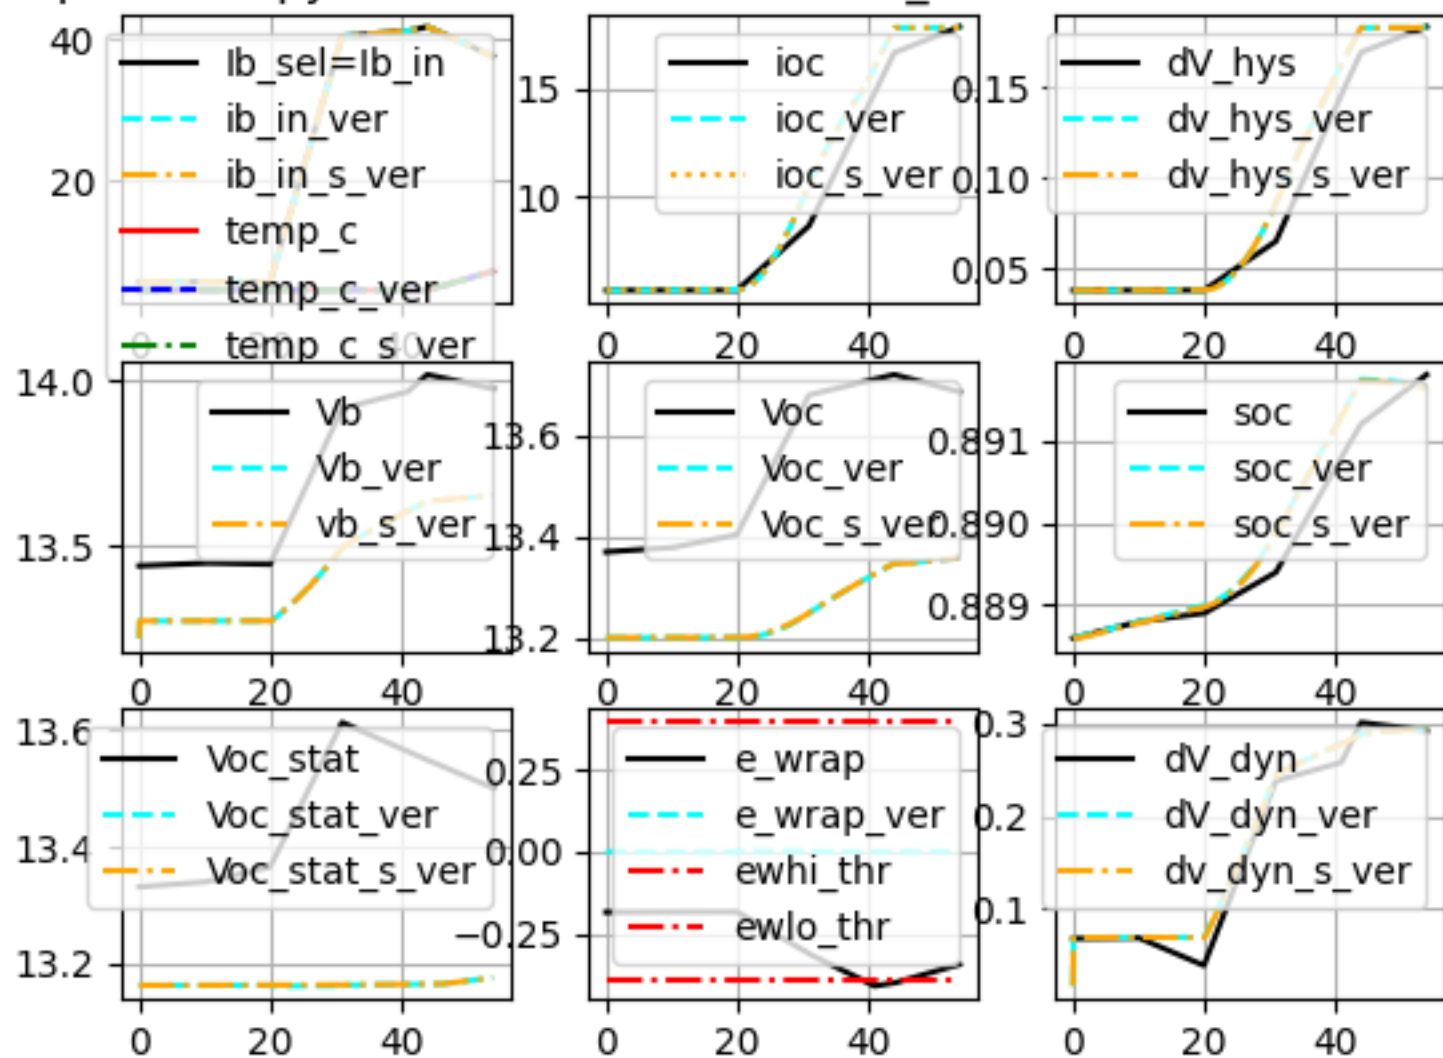 40
20
Ib_sel=Ib_in
ib_in_ver
ib_in_s_ver
temp_c
temp_c_ver
temp_c_s_ver
0 20 40
15
10
ioc
ioc_ver
ioc_s_ver
0 20 40
0.15
0.10
0.05
dV_hys
dv_hys_ver
dv_hys_s_ver
0 20 40
14.0
13.5
Vb
Vb_ver
vb_s_ver
0 20 40
13.6
13.4
13.2
Voc
Voc_ver
Voc_s_ver
0 20 40
0.891
0.890
0.889
soc
soc_ver
soc_s_ver
0 20 40
13.6
13.4
13.2
Voc_stat
Voc_stat_ver
Voc_stat_s_ver
0 20 40
0.25
0.00
−0.25
e_wrap
e_wrap_ver
ewhi_thr
ewlo_thr
0 20 40
0.3
0.2
0.1
dV_dyn
dV_dyn_ver
dv_dyn_s_ver
0 20 40